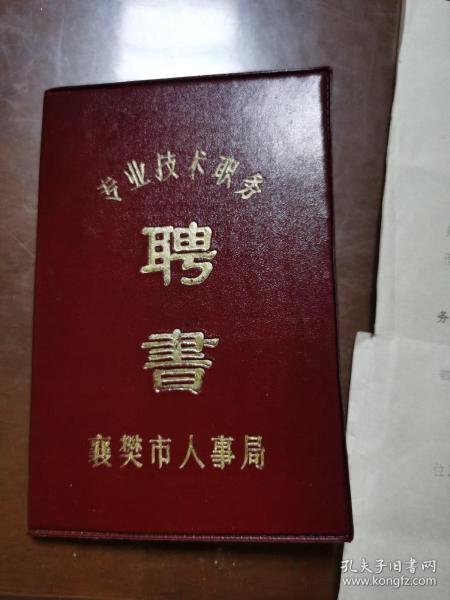 专业技术职务
聘
書
襄樊市人事局
务
孔夫子旧书网
www.kongfz.com